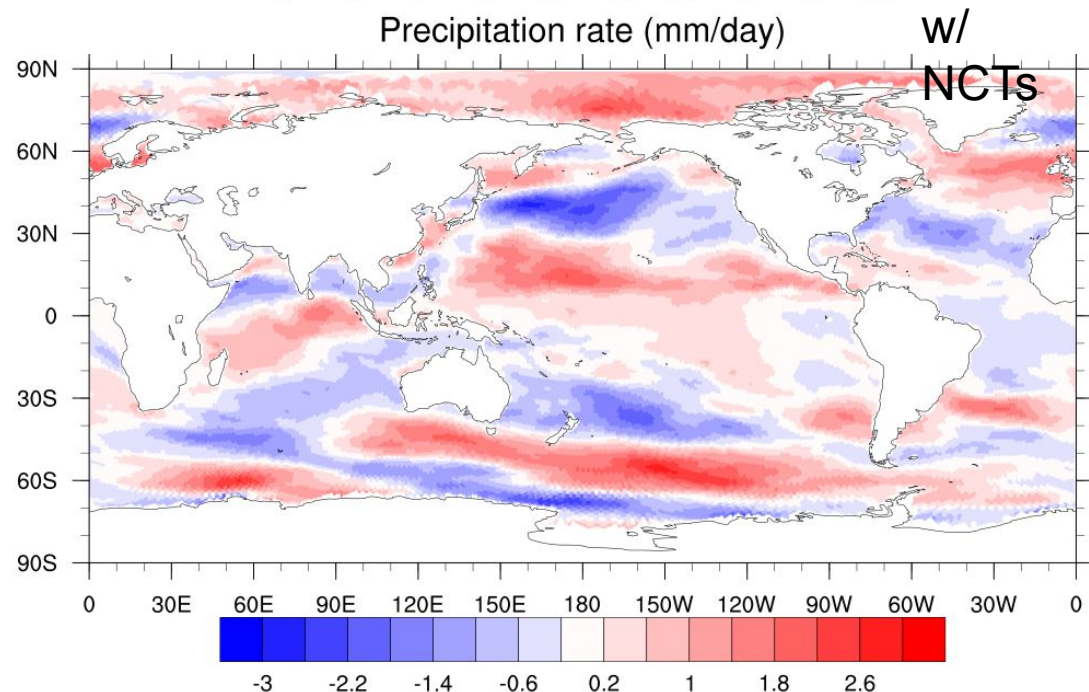 Precipitation rate (mm/day)
w/
NCTs
90N
60N
30N
0
30S
60S
90S
0 30E 60E 90E 120E 150E 180 150W 120W 90W 60W 30W 0
-3 -2.2 -1.4 -0.6 0.2 1 1.8 2.6